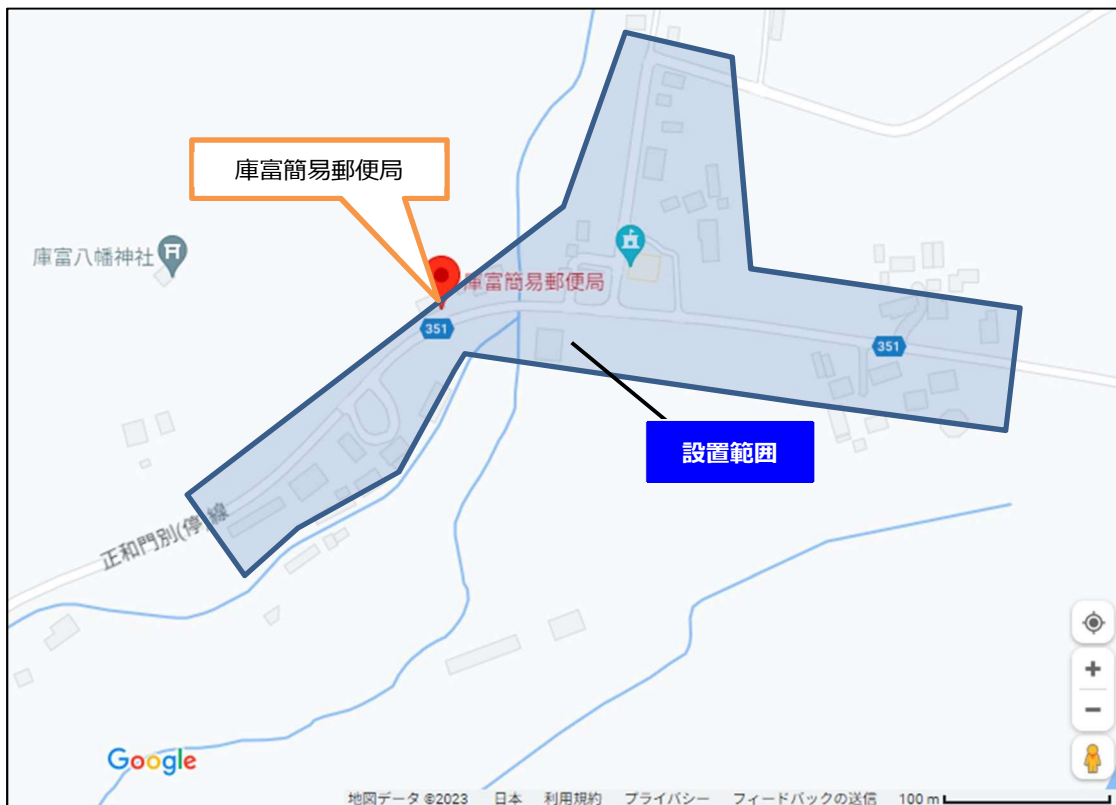 庫富簡易郵便局
庫富八幡神社
庫富簡易郵便局
351
351
設置範囲
正和門別(停)線
Google
地図データ ©2023 日本 利用規約 プライバシー フィードバックの送信 100 m